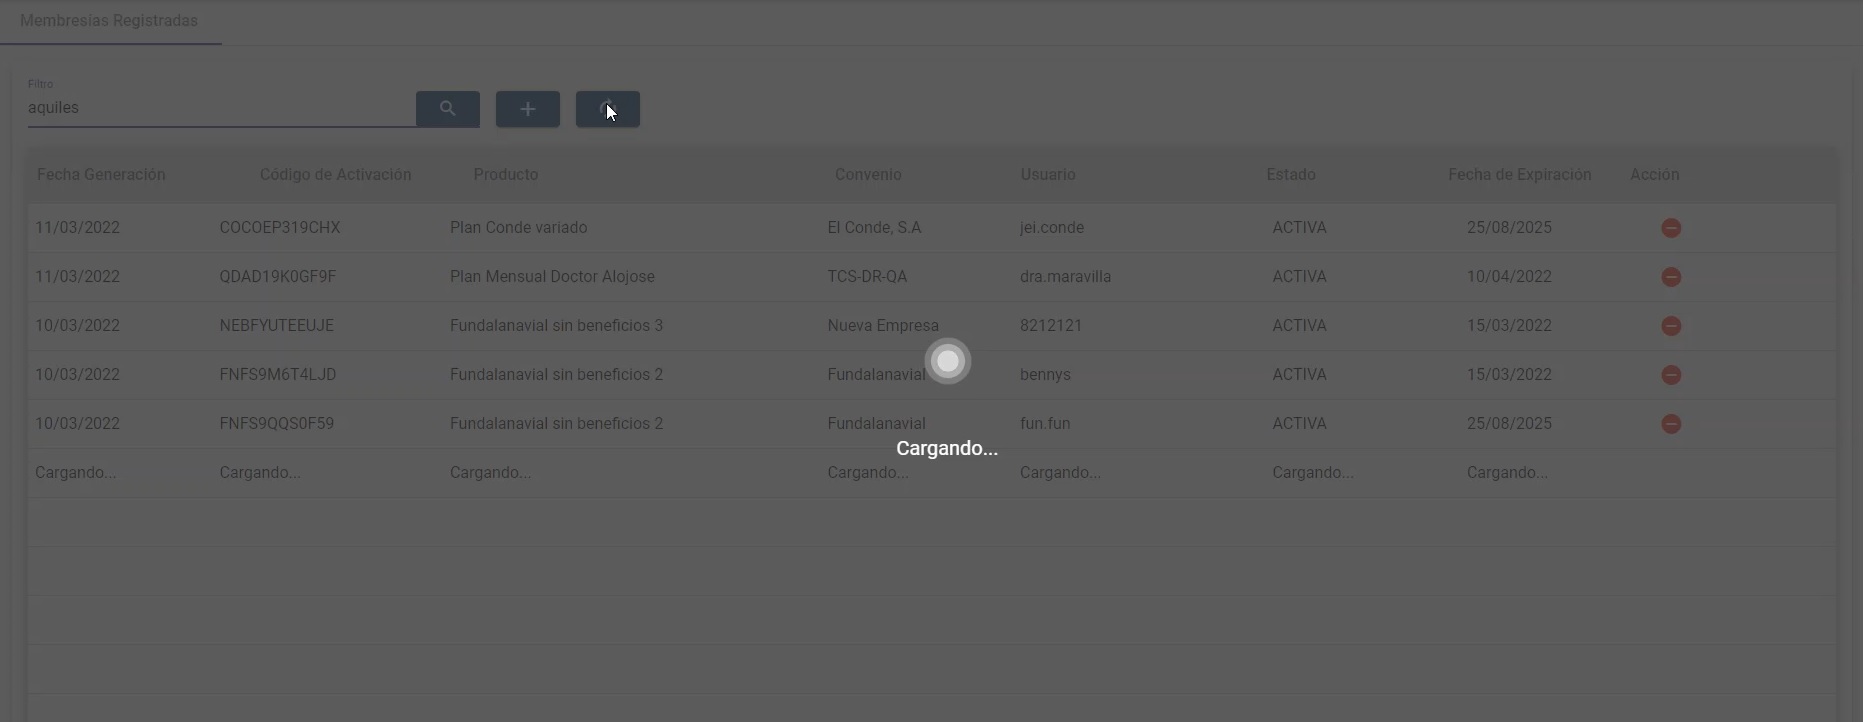 Membresías Registradas
Filtro
aquiles
Fecha Generación Código de Activación Producto Convenio Usuario Estado Fecha de Expiración Acción
11/03/2022 COCOEP319CHX Plan Conde variado El Conde, S.A jei.conde ACTIVA 25/08/2025
11/03/2022 QDAD19K0GF9F Plan Mensual Doctor Alojose TCS-DR-QA dra.maravilla ACTIVA 10/04/2022
10/03/2022 NEBFYUTEEUJE Fundalanavial sin beneficios 3 Nueva Empresa 8212121 ACTIVA 15/03/2022
10/03/2022 FNFS9M6T4LJD Fundalanavial sin beneficios 2 Fundalanavial bennys ACTIVA 15/03/2022
10/03/2022 FNFS9QQS0F59 Fundalanavial sin beneficios 2 Fundalanavial fun.fun ACTIVA 25/08/2025
Cargando...
Cargando... Cargando... Cargando... Cargando... Cargando... Cargando... Cargando...